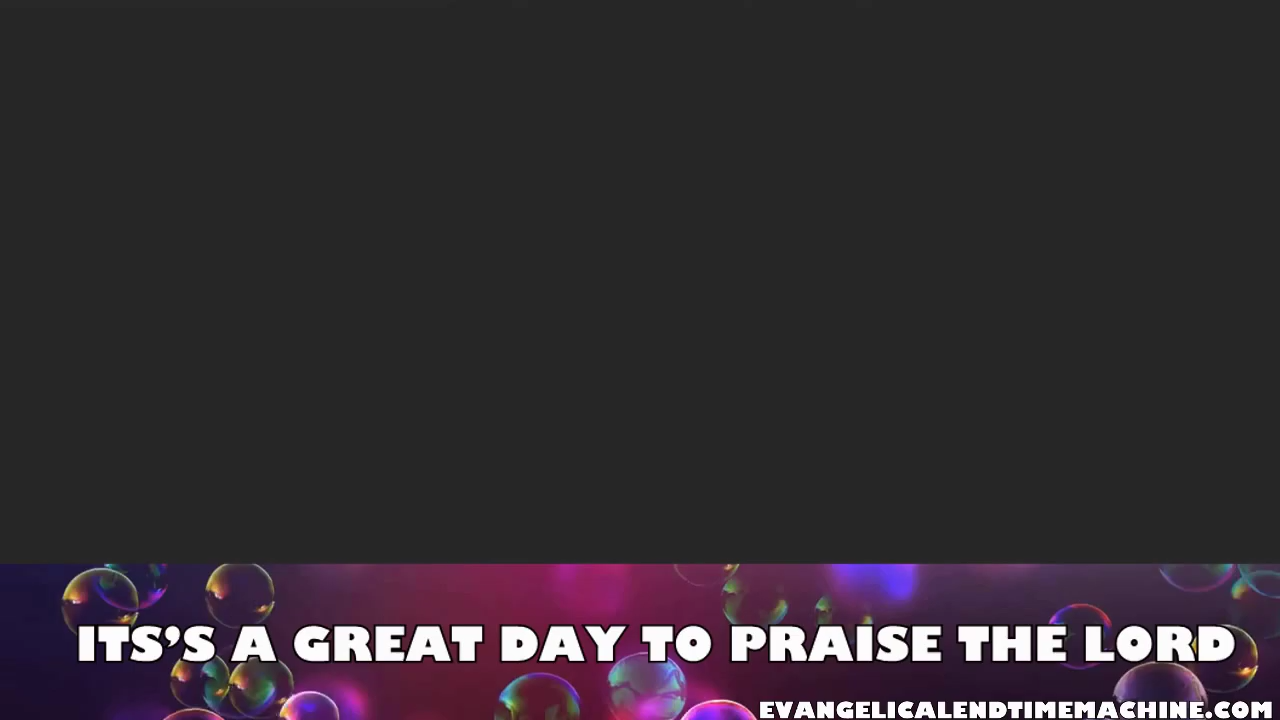 ITS’S A GREAT DAY TO PRAISE THE LORD
EVANGELICALENDTIMEMACHINE.COM